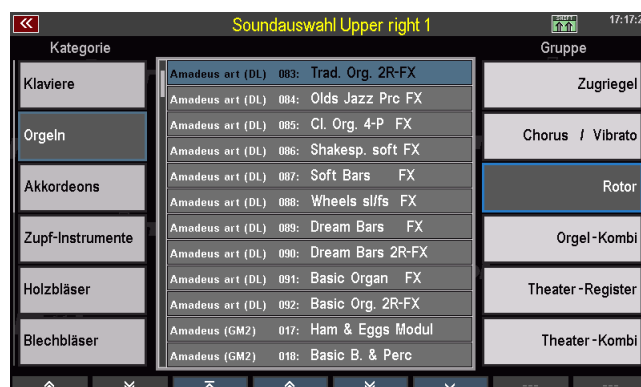 Soundauswahl Upper right 1
SHIFT
Kategorie
Gruppe
Klaviere
Orgeln
Akkordeons
Zupf-Instrumente
Holzbläser
Blechbläser
Amadeus art (DL) 083: Trad. Org. 2R-FX
Amadeus art (DL) 084: Olds Jazz Prc FX
Amadeus art (DL) 085: Cl. Org. 4-P FX
Amadeus art (DL) 086: Shakesp. soft FX
Amadeus art (DL) 087: Soft Bars FX
Amadeus art (DL) 088: Wheels sl/fs FX
Amadeus art (DL) 089: Dream Bars FX
Amadeus art (DL) 090: Dream Bars 2R-FX
Amadeus art (DL) 091: Basic Organ FX
Amadeus art (DL) 092: Basic Org. 2R-FX
Amadeus (GM2) 017: Ham & Eggs Modul
Amadeus (GM2) 018: Basic B. & Perc
Zugriegel
Chorus / Vibrato
Rotor
Orgel-Kombi
Theater-Register
Theater-Kombi